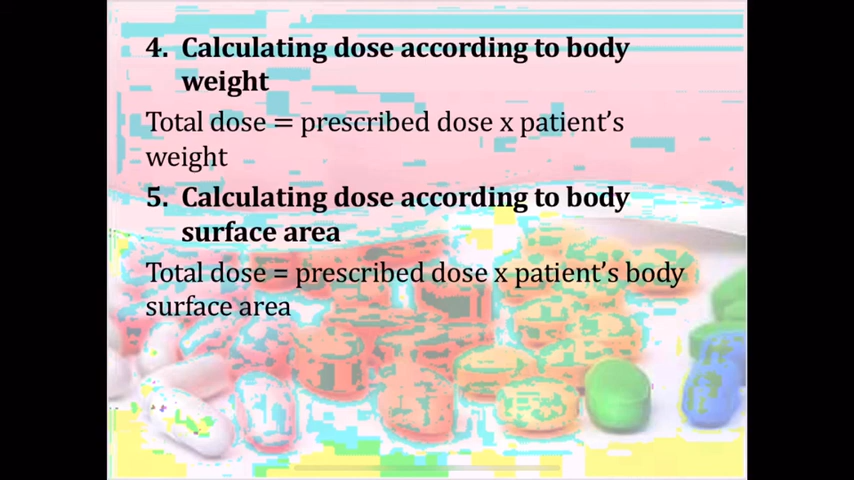 4. Calculating dose according to body
weight
Total dose = prescribed dose x patient's
weight
5. Calculating dose according to body
surface area
Total dose = prescribed dose x patient's body
surface area